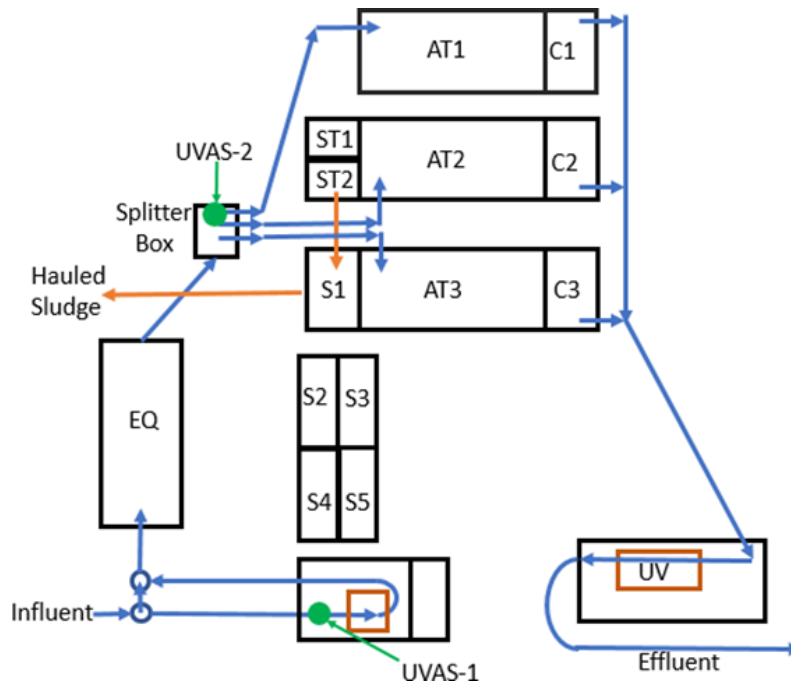 AT1
C1
ST1
UVAS-2
AT2
C2
ST2
Splitter
Box
Hauled
Sludge
S1
AT3
C3
EQ
S2
S3
S4
S5
UV
Influent
Effluent
UVAS-1